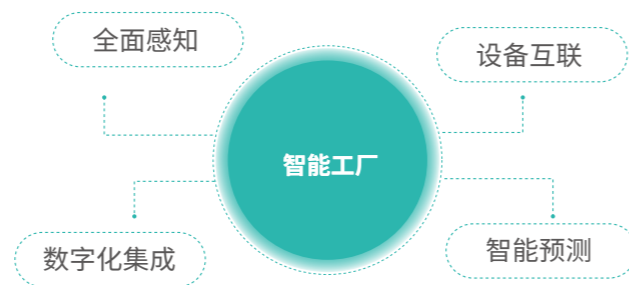 全面感知
设备互联
智能工厂
数字化集成
智能预测